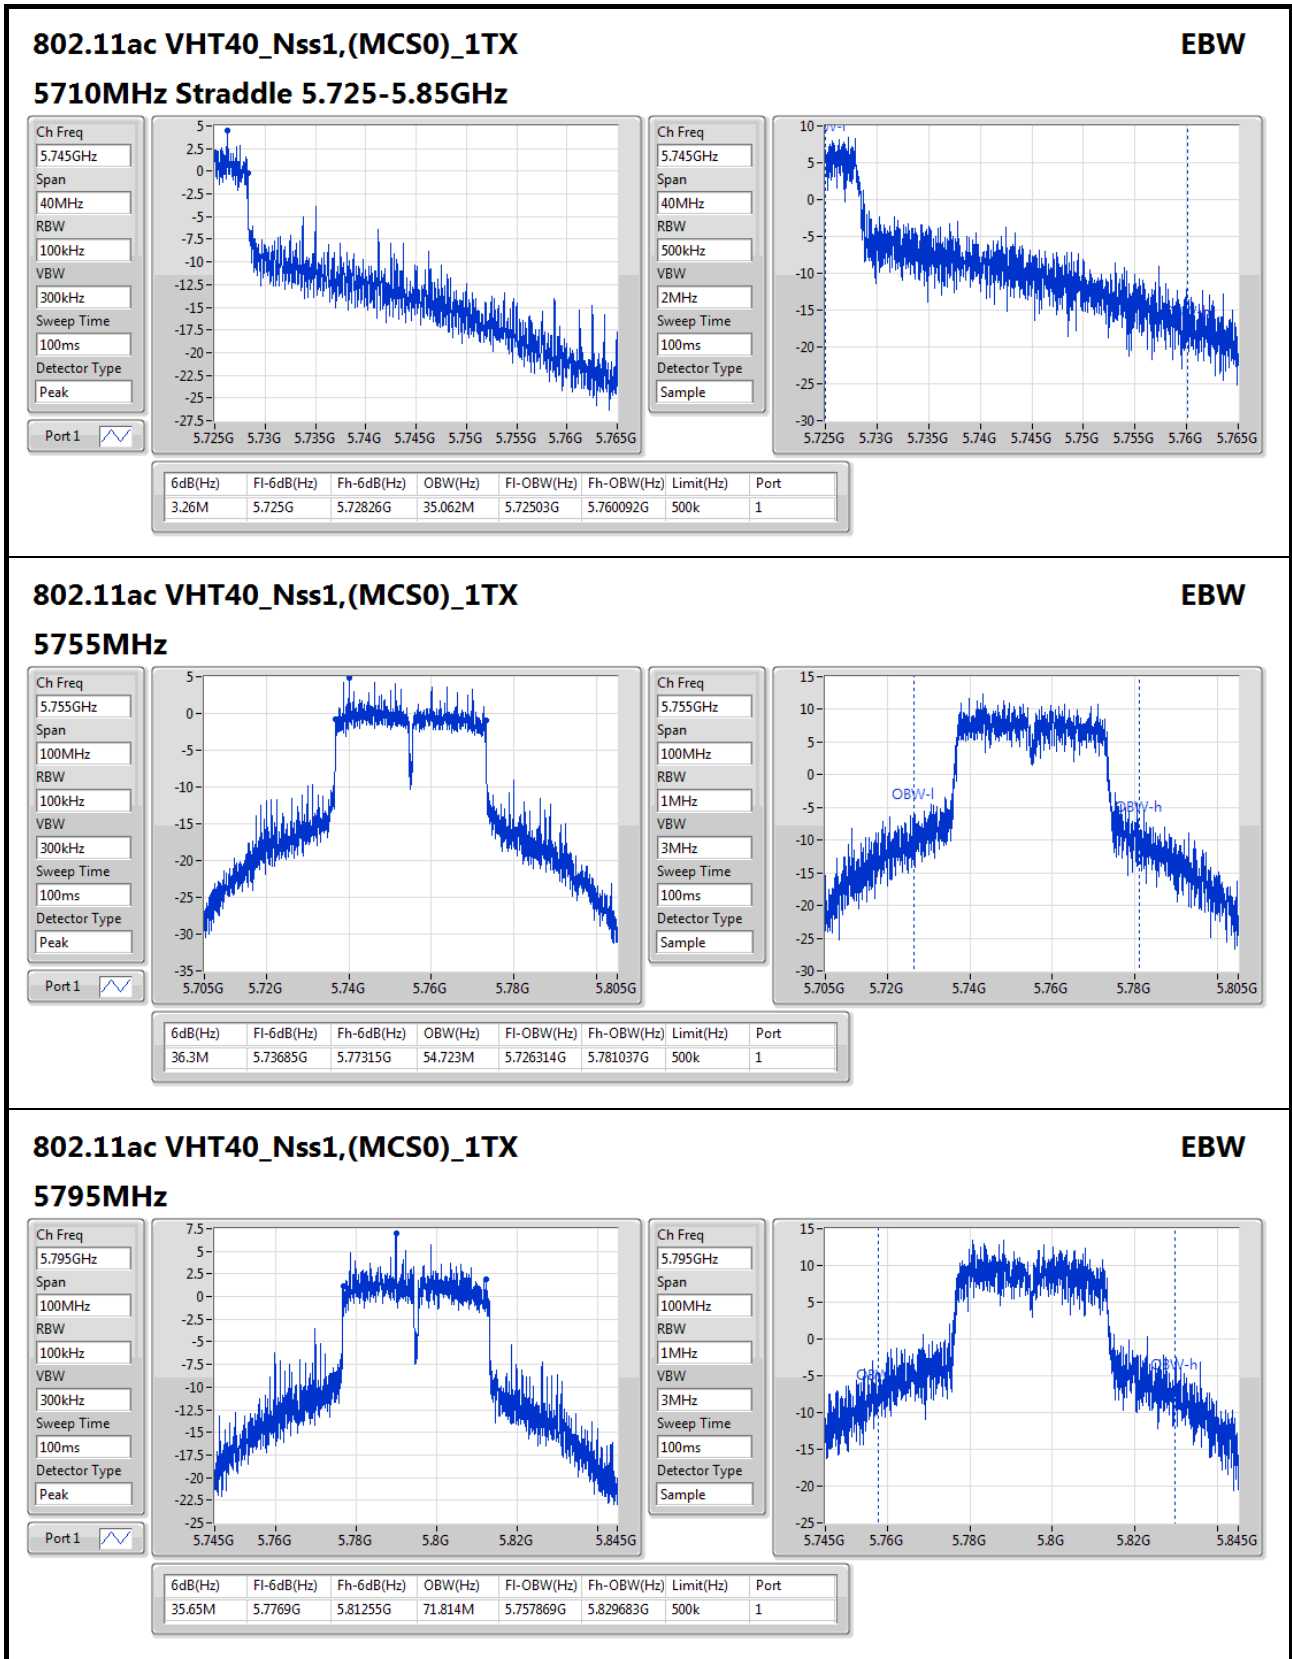 802.11ac VHT40_Nss1,(MCS0)_1TX EBW
5710MHz Straddle 5.725-5.85GHz
Ch Freq
5.745GHz
Span
40MHz
RBW
100kHz
VBW
300kHz
Sweep Time
100ms
Detector Type
Peak
Port 1
5
2.5
0
-2.5
-5
-7.5
-10
-12.5
-15
-17.5
-20
-22.5
-25
-27.5
5.725G 5.73G 5.735G 5.74G 5.745G 5.75G 5.755G 5.76G 5.765G
Ch Freq
5.745GHz
Span
40MHz
RBW
500kHz
VBW
2MHz
Sweep Time
100ms
Detector Type
Sample
10
5
0
-5
-10
-15
-20
-25
-30
5.725G 5.73G 5.735G 5.74G 5.745G 5.75G 5.755G 5.76G 5.765G
6dB(Hz) Fl-6dB(Hz) Fh-6dB(Hz) OBW(Hz) Fl-OBW(Hz) Fh-OBW(Hz) Limit(Hz) Port
3.26M 5.725G 5.72826G 35.062M 5.72503G 5.760092G 500k 1
802.11ac VHT40_Nss1,(MCS0)_1TX EBW
5755MHz
Ch Freq
5.755GHz
Span
100MHz
RBW
100kHz
VBW
300kHz
Sweep Time
100ms
Detector Type
Peak
Port 1
5
0
-5
-10
-15
-20
-25
-30
-35
5.705G 5.72G 5.74G 5.76G 5.78G 5.805G
Ch Freq
5.755GHz
Span
100MHz
RBW
1MHz
VBW
3MHz
Sweep Time
100ms
Detector Type
Sample
15
10
5
0
-5
-10
-15
-20
-25
-30
OBW-l
OBW-h
5.705G 5.72G 5.74G 5.76G 5.78G 5.805G
6dB(Hz) Fl-6dB(Hz) Fh-6dB(Hz) OBW(Hz) Fl-OBW(Hz) Fh-OBW(Hz) Limit(Hz) Port
36.3M 5.73685G 5.77315G 54.723M 5.726314G 5.781037G 500k 1
802.11ac VHT40_Nss1,(MCS0)_1TX EBW
5795MHz
Ch Freq
5.795GHz
Span
100MHz
RBW
100kHz
VBW
300kHz
Sweep Time
100ms
Detector Type
Peak
Port 1
7.5
5
2.5
0
-2.5
-5
-7.5
-10
-12.5
-15
-17.5
-20
-22.5
-25
5.745G 5.76G 5.78G 5.8G 5.82G 5.845G
Ch Freq
5.795GHz
Span
100MHz
RBW
1MHz
VBW
3MHz
Sweep Time
100ms
Detector Type
Sample
15
10
5
0
-5
-10
-15
-20
-25
OBW-h
5.745G 5.76G 5.78G 5.8G 5.82G 5.845G
6dB(Hz) Fl-6dB(Hz) Fh-6dB(Hz) OBW(Hz) Fl-OBW(Hz) Fh-OBW(Hz) Limit(Hz) Port
35.65M 5.7769G 5.81255G 71.814M 5.757869G 5.829683G 500k 1